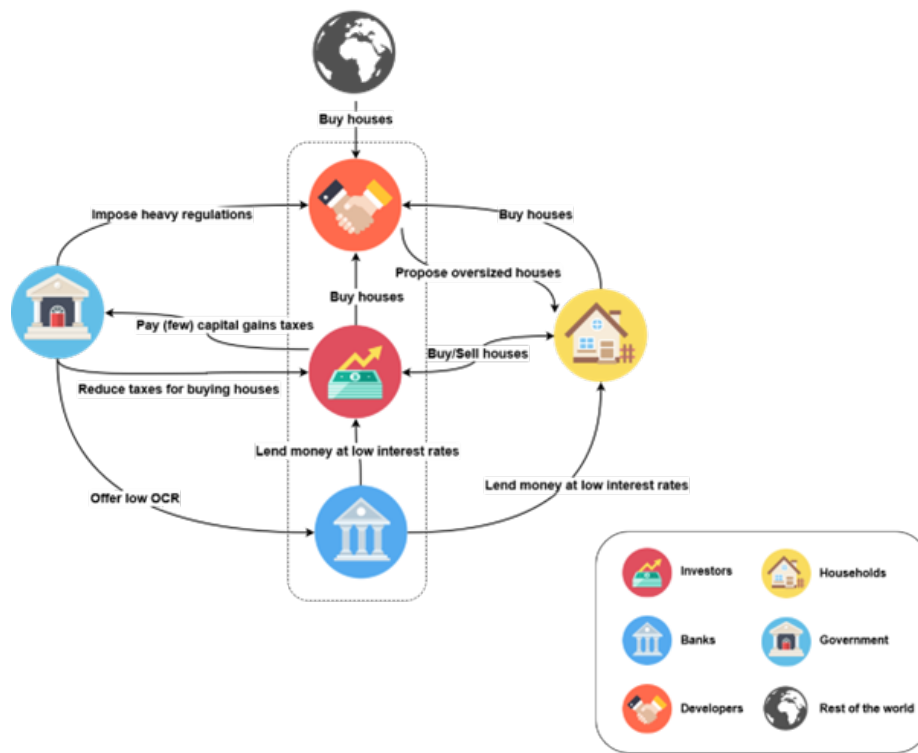 Buy houses
Impose heavy regulations
Buy houses
Propose oversized houses
Buy houses
Pay (few) capital gains taxes
Buy/Sell houses
Reduce taxes for buying houses
Lend money at low interest rates
Lend money at low interest rates
Offer low OCR
Investors
Households
Banks
Government
Developers
Rest of the world